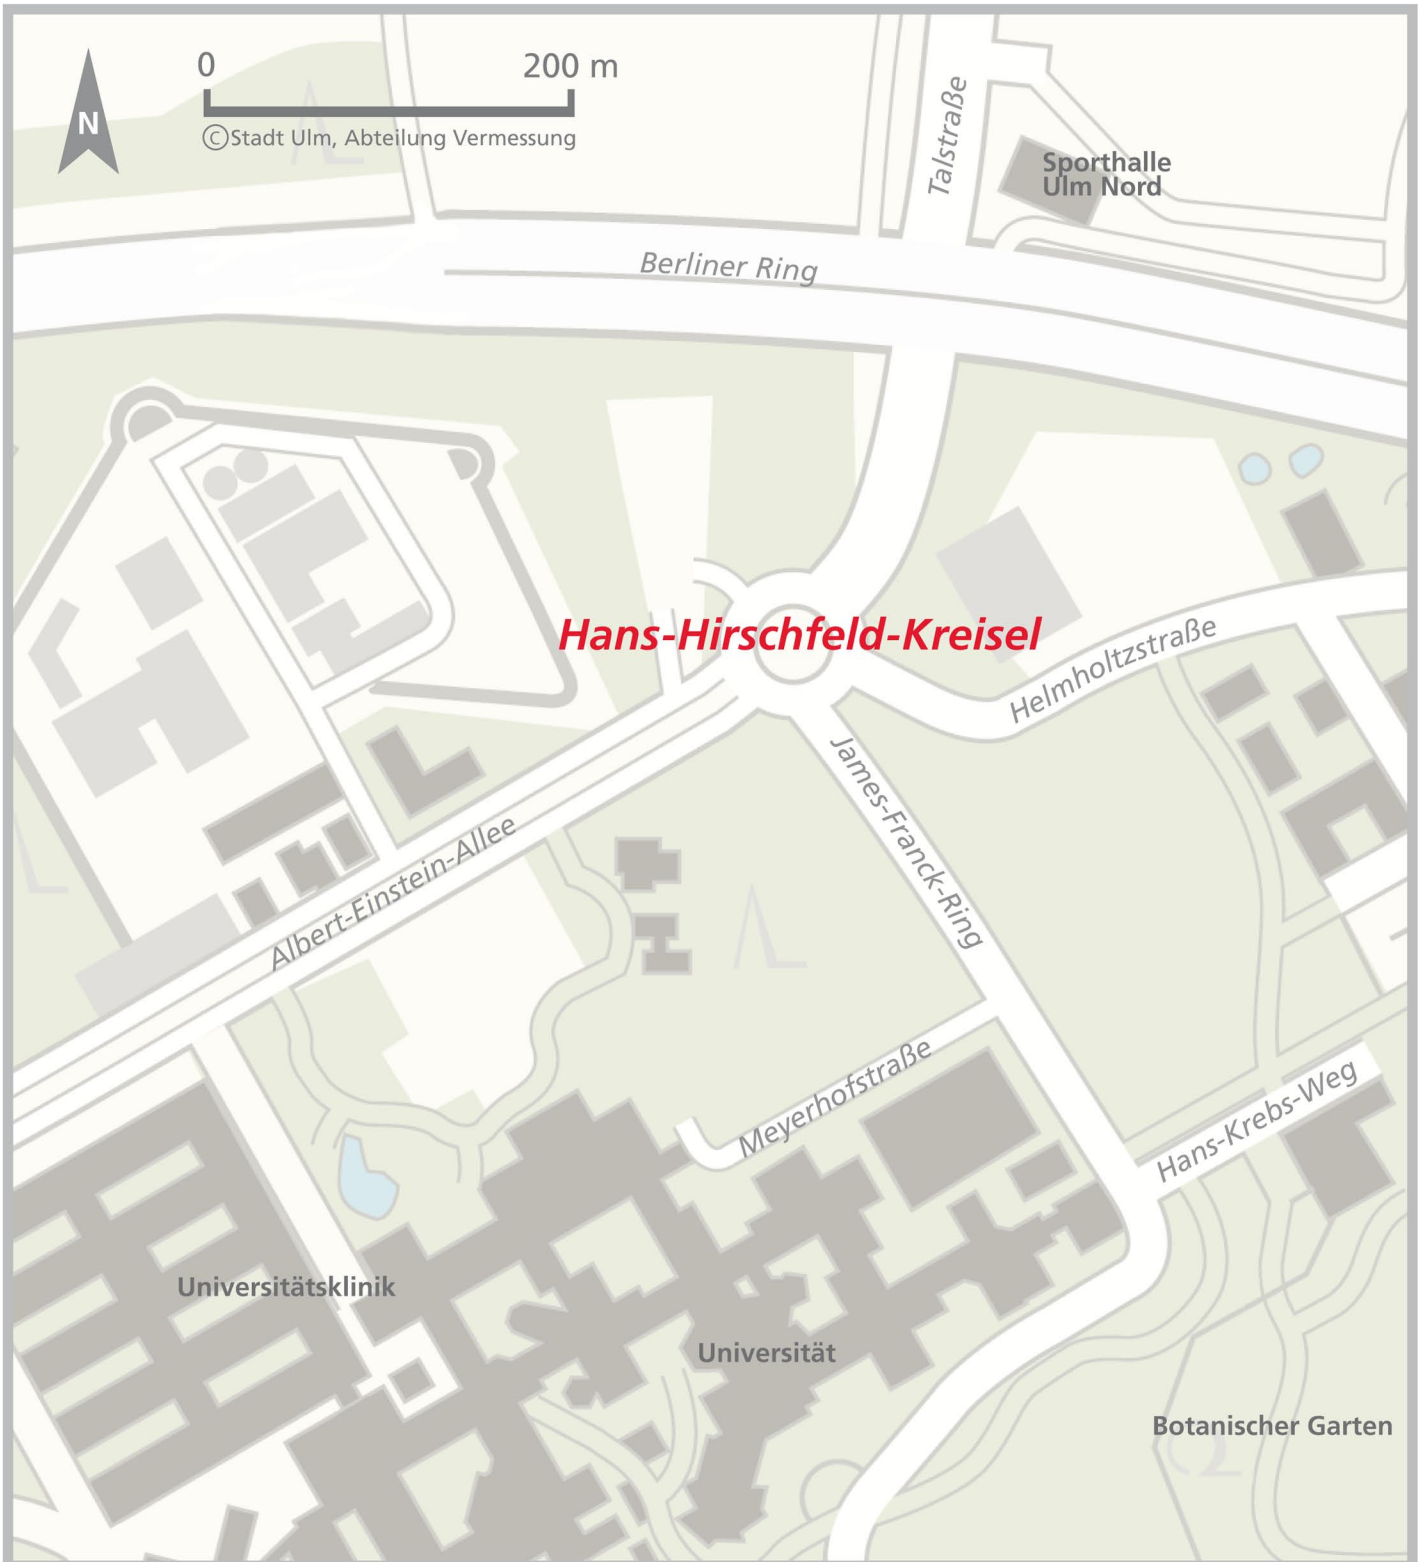 0 200 m
N
©Stadt Ulm, Abteilung Vermessung
Talstraße
Sporthalle
Ulm Nord
Berliner Ring
Hans-Hirschfeld-Kreisel
Helmholtzstraße
James-Franck-Ring
Albert-Einstein-Allee
Meyerhofstraße
Hans-Krebs-Weg
Universitätsklinik
Universität
Botanischer Garten